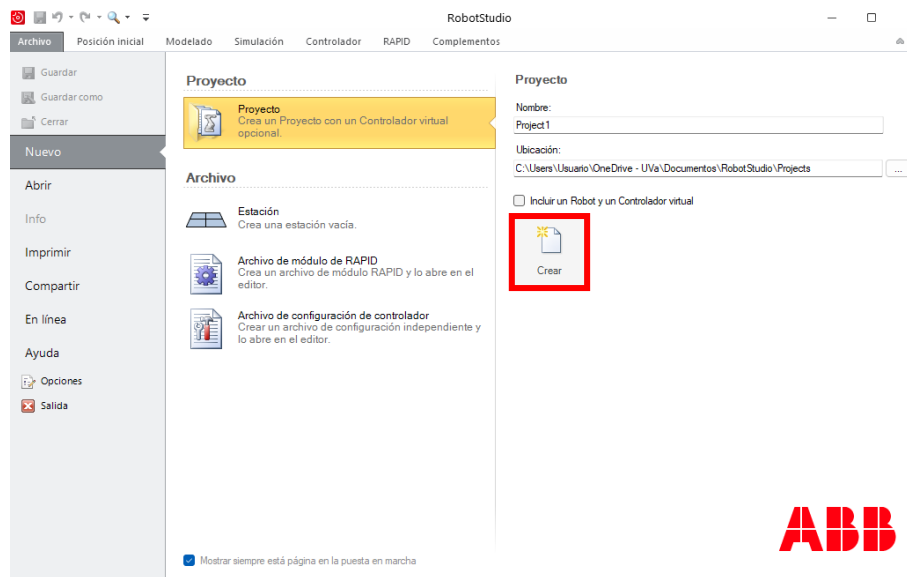 RobotStudio
Archivo
Posición inicial
Modelado
Simulación
Controlador
RAPID
Complementos
Guardar
Guardar como
Cerrar
Nuevo
Abrir
Info
Imprimir
Compartir
En línea
Ayuda
Opciones
Salida
Proyecto
Proyecto
Crea un Proyecto con un Controlador virtual
opcional.
Archivo
Estación
Crea una estación vacía.
Archivo de módulo de RAPID
Crea un archivo de módulo RAPID y lo abre en el
editor.
Archivo de configuración de controlador
Crear un archivo de configuración independiente y
lo abre en el editor.
Mostrar siempre está página en la puesta en marcha
Proyecto
Nombre:
Project1
Ubicación:
C:\Users\Usuario\OneDrive - UVa\Documentos\RobotStudio\Projects
...
Incluir un Robot y un Controlador virtual
Crear
ABB